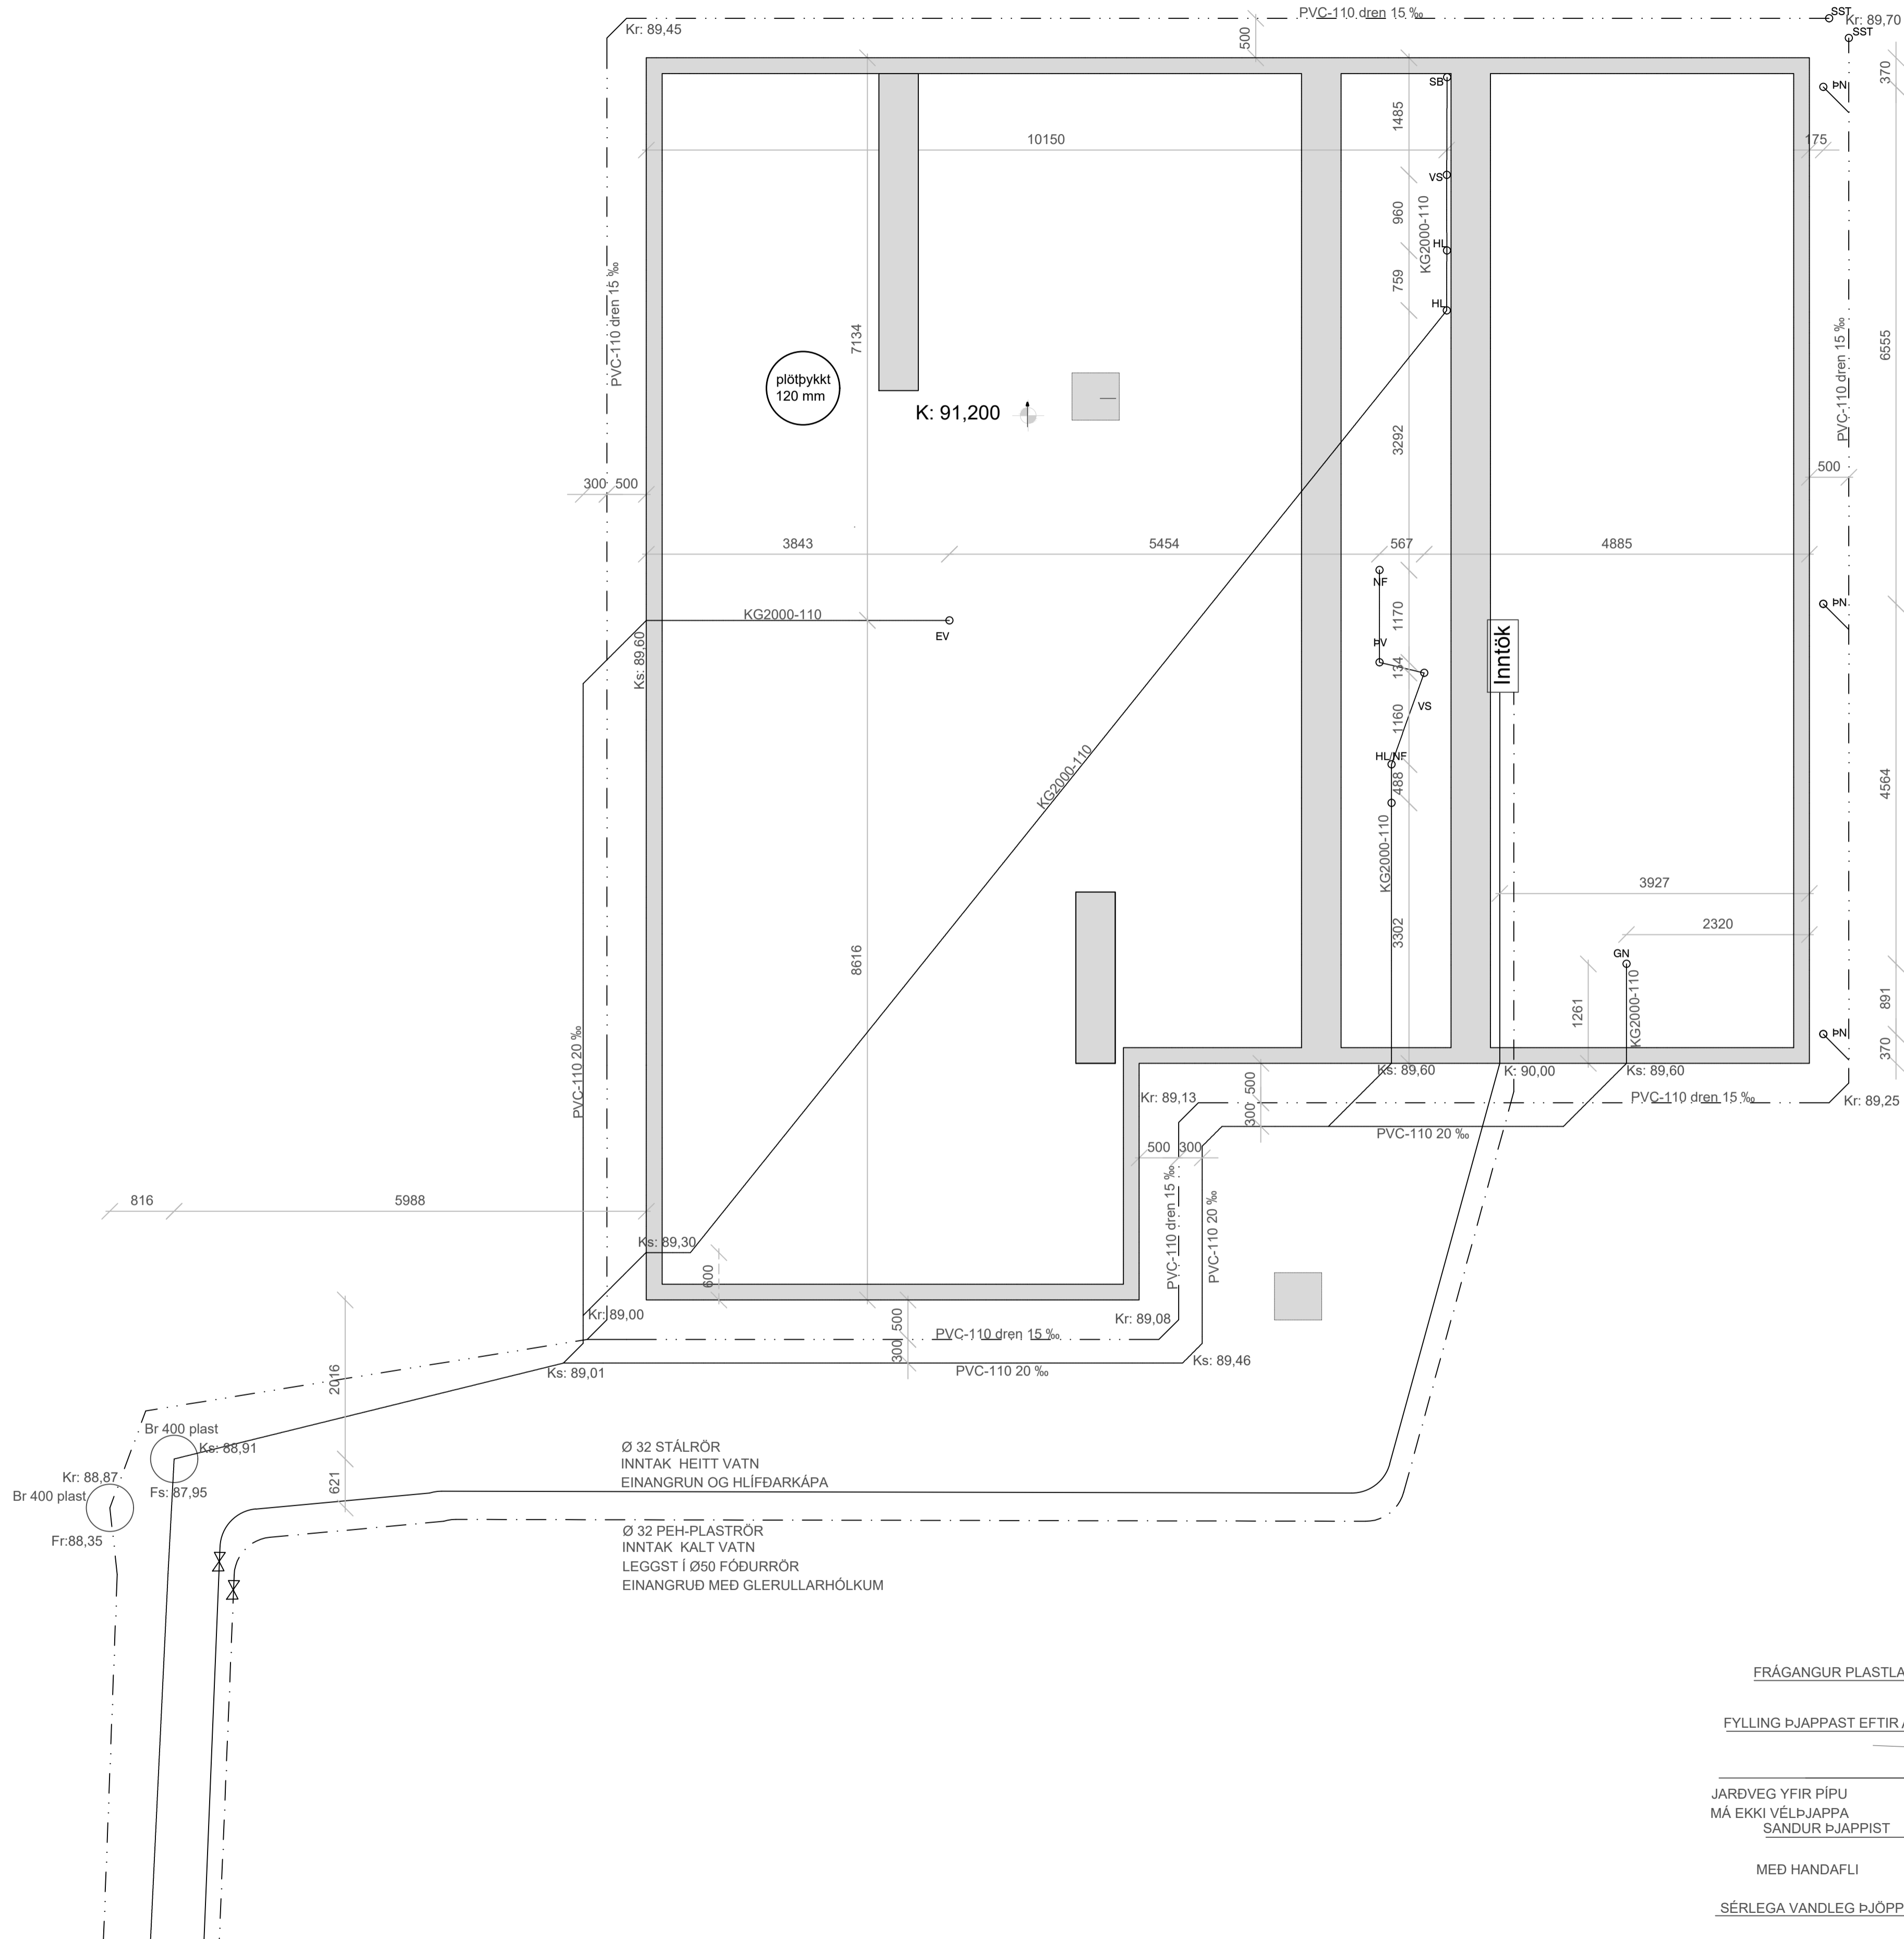 PVC-110 dren 15 ‰
SST
Kr: 89,70
SST
Kr: 89,45
500
370
ÞN
SB
1485
10150
175
VS
960
KG2000-110
HL
759
HL
PVC-110 dren 15 ‰
7134
plötþykkt
120 mm
K: 91,200
3292
6555
PVC-110 dren 15 ‰
300
500
500
3843
5454
567
4885
NF
KG2000-110
EV
Ks: 89,60
1170
ÞV
134
VS
1160
Inntök
ÞN
HL/NF
488
KG2000-110
KG2000-110
4564
3927
2320
3302
GN
1261
KG2000-110
891
ÞN
370
8616
PVC-110 20 ‰
Ks: 89,60
K: 90,00
Ks: 89,60
Kr: 89,13
500
300
PVC-110 dren 15 ‰
Kr: 89,25
PVC-110 20 ‰
500
300
PVC-110 dren 15 ‰
PVC-110 20 ‰
816
5988
Ks: 89,30
600
Kr: 89,00
Kr: 89,08
500
300
PVC-110 dren 15 ‰
Ks: 89,46
PVC-110 20 ‰
Ks: 89,01
2016
Br 400 plast
Ks: 88,91
Kr: 88,87
Br 400 plast
Fs: 87,95
621
Fr:88,35
Ø 32 STÁLRÖR
INNTAK HEITT VATN
EINANGRUN OG HLÍFÐARKÁPA
Ø 32 PEH-PLASTRÖR
INNTAK KALT VATN
LEGGST Í Ø50 FÓÐURRÖR
EINANGRUÐ MEÐ GLERULLARHÓLKUM
FRÁGANGUR PLASTLA
FYLLING ÞJAPPAST EFTIR
JARÐVEG YFIR PÍPU
MÁ EKKI VÉLÞJAPPA
SANDUR ÞJAPPIST
MEÐ HANDAFLI
SÉRLEGA VANDLEG ÞJÖPP